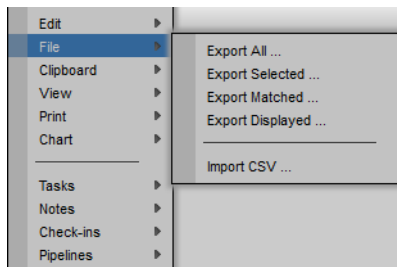 Edit
File
Clipboard
View
Print
Chart
Tasks
Notes
Check-ins
Pipelines
Export All ...
Export Selected ...
Export Matched ...
Export Displayed ...
Import CSV ...